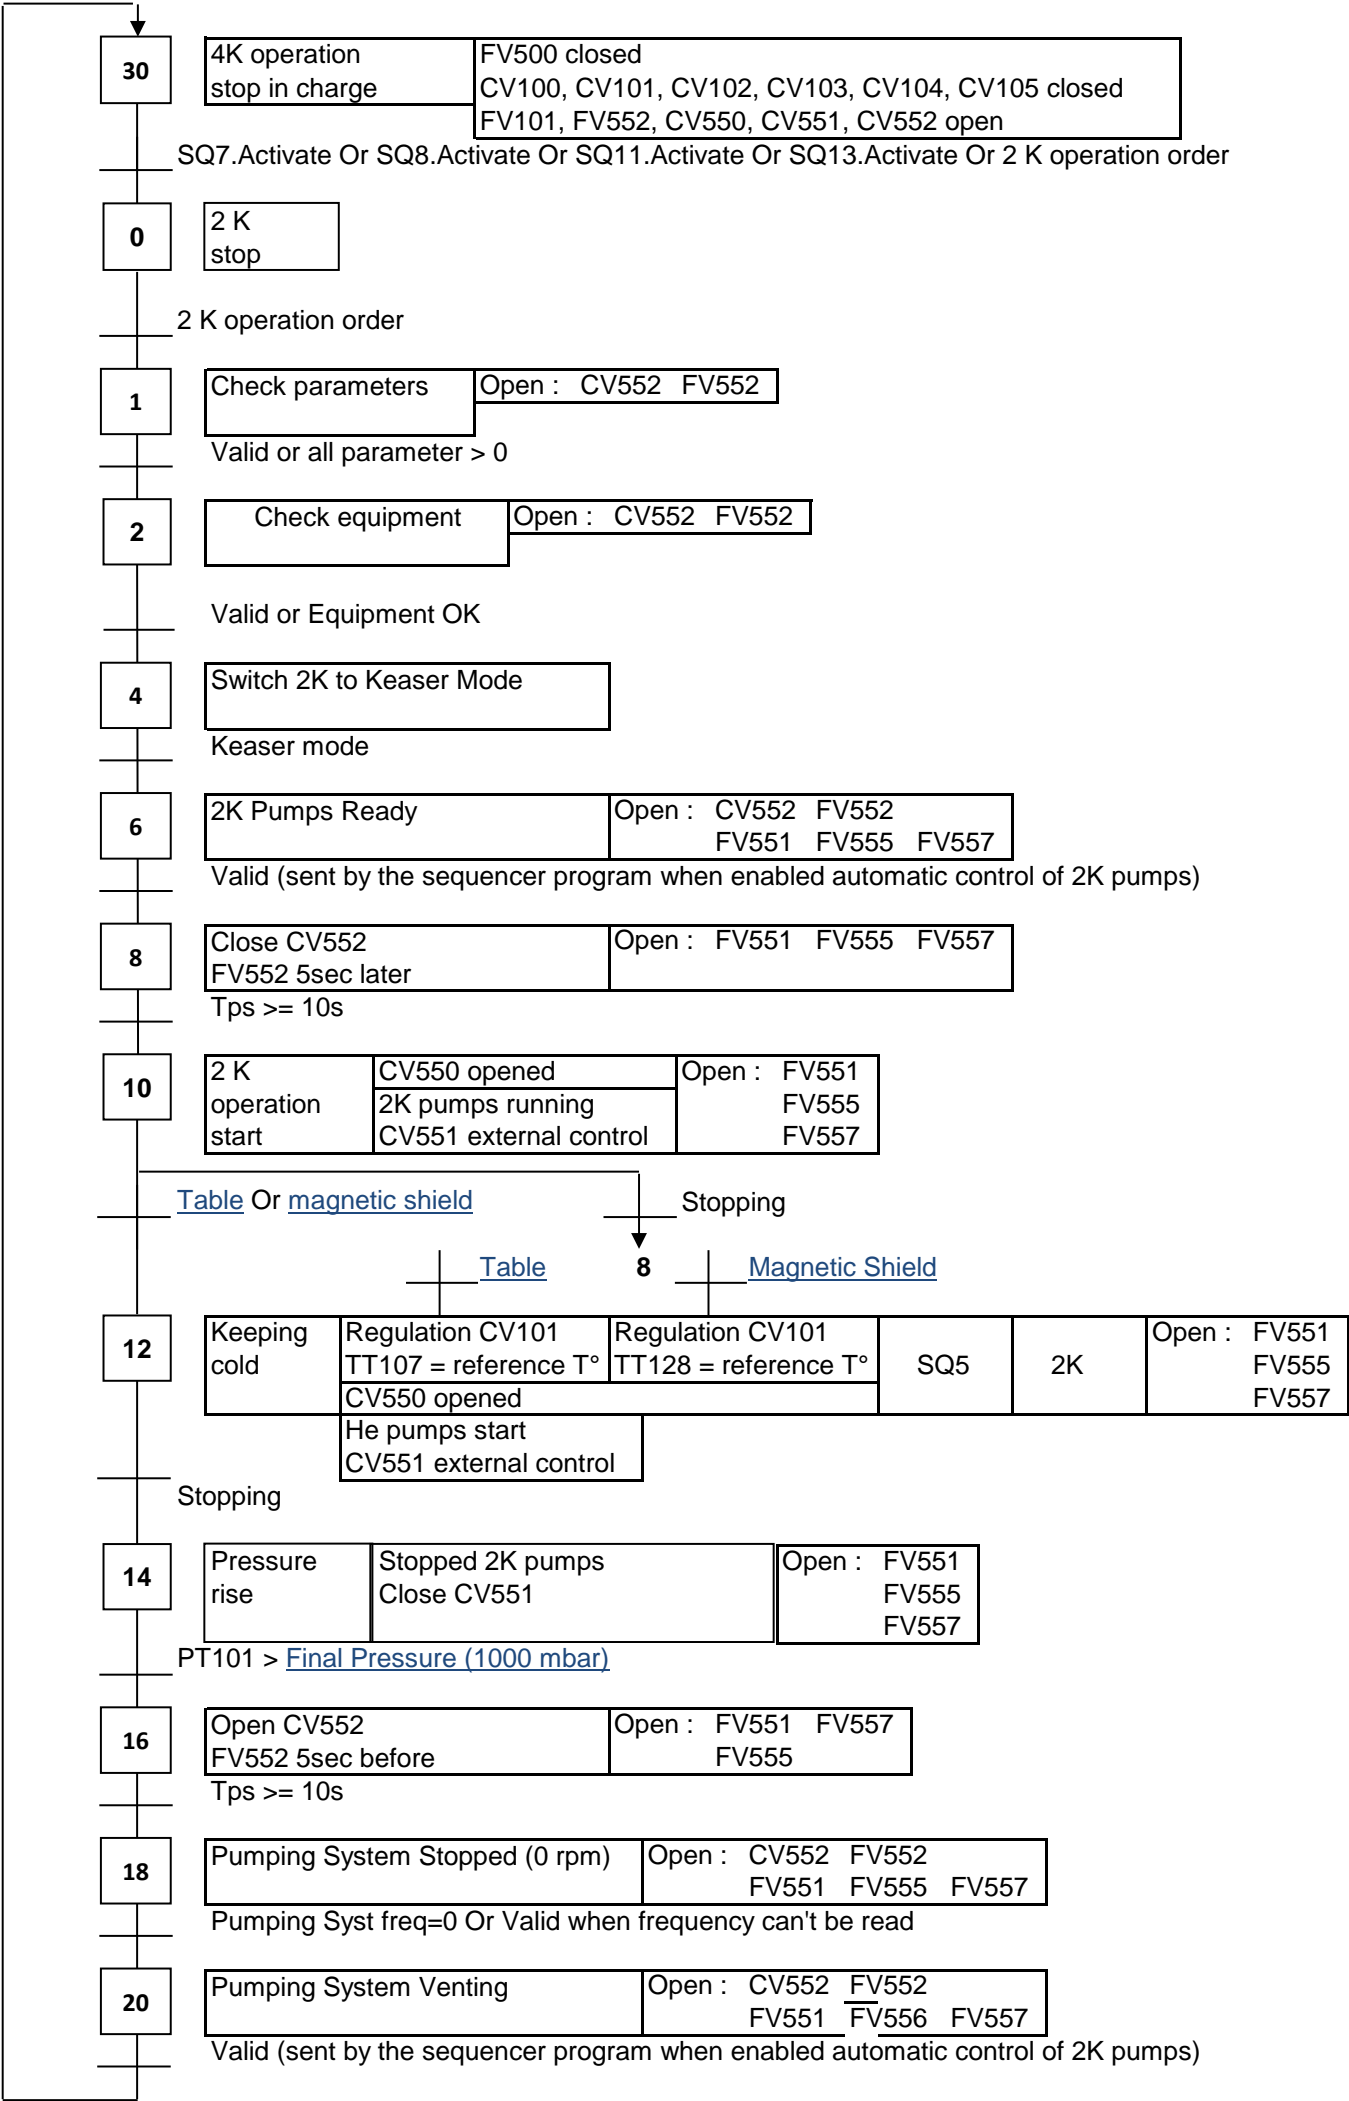 30
4K operation
stop in charge
FV500 closed
CV100, CV101, CV102, CV103, CV104, CV105 closed
FV101, FV552, CV550, CV551, CV552 open
SQ7.Activate Or SQ8.Activate Or SQ11.Activate Or SQ13.Activate Or 2 K operation order
0
2 K
stop
2 K operation order
1
Check parameters
Open : CV552 FV552
Valid or all parameter > 0
2
Check equipment
Open : CV552 FV552
Valid or Equipment OK
4
Switch 2K to Keaser Mode
Keaser mode
6
2K Pumps Ready
Open : CV552 FV552
FV551 FV555 FV557
Valid (sent by the sequencer program when enabled automatic control of 2K pumps)
8
Close CV552
FV552 5sec later
Open : FV551 FV555 FV557
Tps >= 10s
10
2 K
operation
start
CV550 opened
2K pumps running
CV551 external control
Open : FV551
FV555
FV557
Table Or magnetic shield
Stopping
Table
8
Magnetic Shield
12
Keeping
cold
Regulation CV101
TT107 = reference T°
Regulation CV101
TT128 = reference T°
CV550 opened
He pumps start
CV551 external control
SQ5
2K
Open : FV551
FV555
FV557
Stopping
14
Pressure
rise
Stopped 2K pumps
Close CV551
Open : FV551
FV555
FV557
PT101 > Final Pressure (1000 mbar)
16
Open CV552
FV552 5sec before
Open : FV551 FV557
FV555
Tps >= 10s
18
Pumping System Stopped (0 rpm)
Open : CV552 FV552
FV551 FV555 FV557
Pumping Syst freq=0 Or Valid when frequency can't be read
20
Pumping System Venting
Open : CV552 FV552
FV551 FV556 FV557
Valid (sent by the sequencer program when enabled automatic control of 2K pumps)